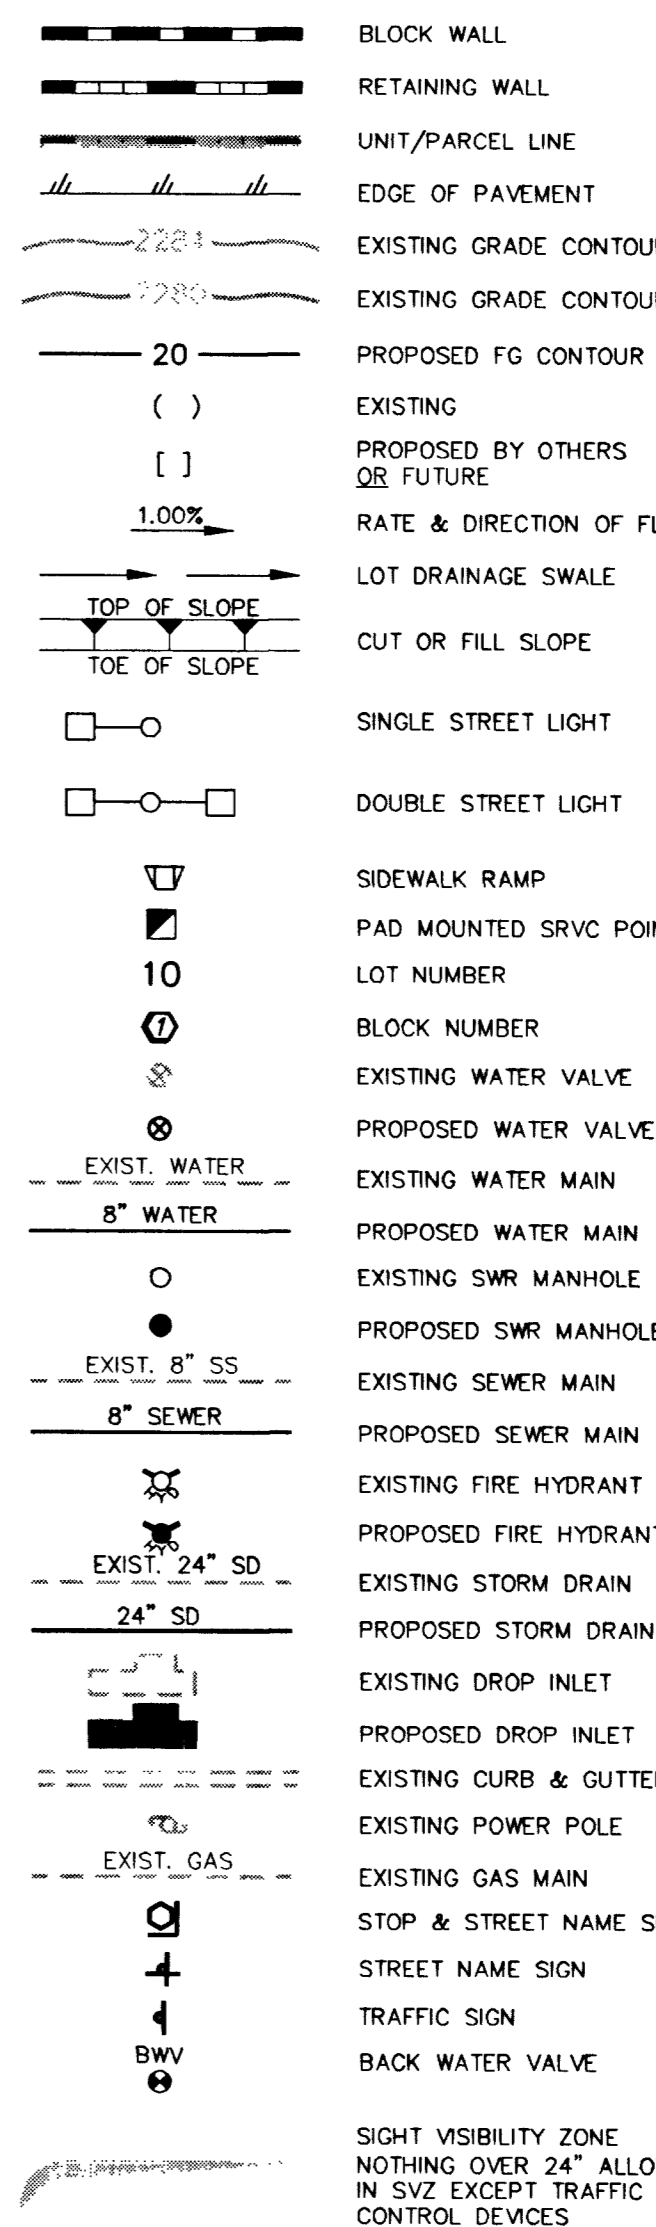 BLOCK WALL
RETAINING WALL
UNIT/PARCEL LINE
EDGE OF PAVEMENT
2284 EXISTING GRADE CONTOUR
2280 EXISTING GRADE CONTOUR
20 PROPOSED FG CONTOUR
( ) EXISTING
[ ] PROPOSED BY OTHERS
OR FUTURE
1.00% RATE & DIRECTION OF FL
LOT DRAINAGE SWALE
TOP OF SLOPE
CUT OR FILL SLOPE
TOE OF SLOPE
SINGLE STREET LIGHT
DOUBLE STREET LIGHT
SIDEWALK RAMP
PAD MOUNTED SRVC POIN
10 LOT NUMBER
1 BLOCK NUMBER
EXISTING WATER VALVE
PROPOSED WATER VALVE
EXIST. WATER
EXISTING WATER MAIN
8" WATER
PROPOSED WATER MAIN
EXISTING SWR MANHOLE
PROPOSED SWR MANHOLE
EXIST. 8" SS
EXISTING SEWER MAIN
8" SEWER
PROPOSED SEWER MAIN
EXISTING FIRE HYDRANT
PROPOSED FIRE HYDRANT
EXIST. 24" SD
EXISTING STORM DRAIN
24" SD
PROPOSED STORM DRAIN
EXISTING DROP INLET
PROPOSED DROP INLET
EXISTING CURB & GUTTER
EXISTING POWER POLE
EXIST. GAS
EXISTING GAS MAIN
STOP & STREET NAME S
STREET NAME SIGN
TRAFFIC SIGN
BWV
BACK WATER VALVE
SIGHT VISIBILITY ZONE
NOTHING OVER 24" ALLO
IN SVZ EXCEPT TRAFFIC
CONTROL DEVICES